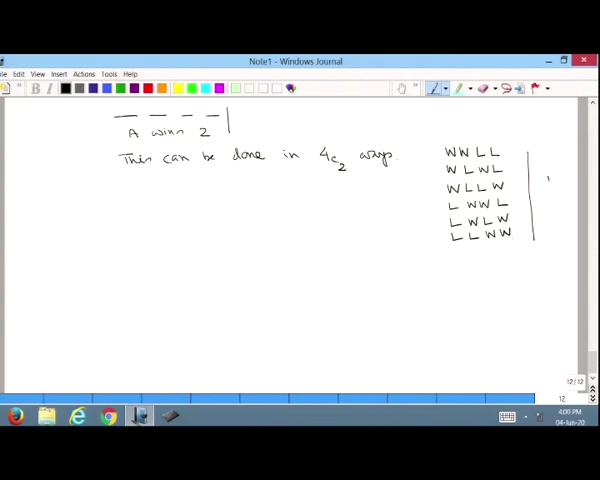 Note1 - Windows Journal
File Edit View Insert Actions Tools Help
A wins 2
This can be done in 4c2 ways.
WWLL
WLWL
WLLW
LWWL
LWLW
LLWW
12/12
12
4:00 PM
04-Jun-20